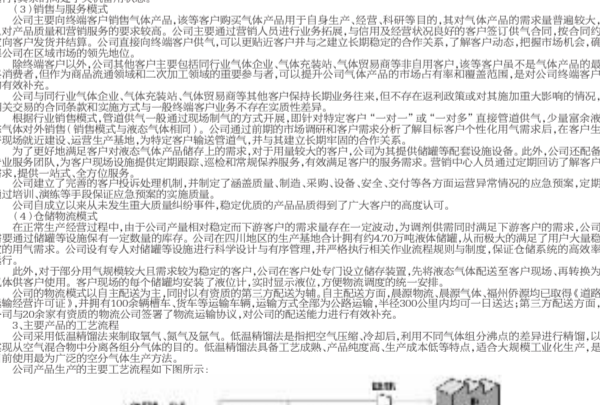 （3）销售与服务模式
公司主要向终端客户销售气体产品，该等客户购买气体产品用于自身生产、经营、科研等目的，其对气体产品的需求量普遍较大，
对产品质量和营销服务的要求较高。公司主要通过营销人员进行业务拓展，与信用及经营状况良好的客户签订供气合同，按合同约
向客户发货并结算。公司直接向终端客户供气，可以更贴近客户并与之建立长期稳定的合作关系，了解客户动态，把握市场机会，确
公司在区域市场的领先地位。
除终端客户以外，公司其他客户主要包括同行业气体企业、气体充装站、气体贸易商等非自用客户，该等客户虽不是气体产品的最
消费者，但作为商品流通领域和二次加工领域的重要参与者，可以提升公司气体产品的市场占有率和覆盖范围，是对公司终端客户
有效补充。
公司与同行业气体企业、气体充装站、气体贸易商等其他客户保持长期业务往来，但不存在返利政策或对其施加重大影响的情况，
关交易的合同条款和实施方式与一般终端客户业务不存在实质性差异。
根据行业销售模式，管道供气一般通过现场制气的方式开展，即针对特定客户“一对一”或“一对多”直接管道供气，少量富余液
气体对外销售（销售模式与液态气体相同）。公司通过前期的市场调研和客户需求分析了解目标客户个性化用气需求后，在客户生
现场就近建设、运营生产基地，为特定客户输送管道气，并与其建立长期牢固的合作关系。
为了更好地满足客户对液态气体产品储存上的需求，对于用量较大的客户，公司为其提供储罐等配套设施设备。此外，公司还配备
业服务团队，为客户现场设施提供定期跟踪、巡检和常规保养服务，有效满足客户的服务需求。营销中心人员通过定期回访了解客户
求，提供一站式、全方位服务。
公司建立了完善的客户投诉处理机制，并制定了涵盖质量、制造、采购、设备、安全、交付等各方面运营异常情况的应急预案，定期
过培训、演练等手段保证应急预案的实施质量。
公司自成立以来从未发生重大质量纠纷事件，稳定优质的产品品质得到了广大客户的高度认可。
（4）仓储物流模式
在正常生产经营过程中，由于公司产量相对稳定而下游客户的需求量存在一定波动，为调剂供需同时满足下游客户的需求，公司
要通过储罐等设施保有一定数量的库存。公司在四川地区的生产基地合计拥有约4.70万吨液体储罐，从而极大的满足了用户大量稳
的用气需求。公司设有专人对储罐等设施进行科学设计与有序管理，并严格执行相关作业流程规则与制度，保证仓储系统的高效率
运行。
此外，对于部分用气规模较大且需求较为稳定的客户，公司在客户处专门设立储存装置，先将液态气体配送至客户现场、再转换为
气体供客户使用。客户现场的每个储罐均安装了液位计，实时显示液位，方便物流调度的统一安排。
公司的物流模式以自主配送为主，同时以有资质的第三方配送为辅。自主配送方面，晨源物流、晨源气体、福州侨源均已取得《道路
输经营许可证》，并拥有100余辆槽车、货车等运输车辆，运输方式全部为公路运输，半径300公里内均可一日送达；第三方配送方面，
司与20余家有资质的物流公司签署了物流运输协议，对公司的配送能力进行有效补充。
3、主要产品的工艺流程
公司采用低温精馏法来制取氧气、氮气及氩气。低温精馏法是指把空气压缩、冷却后，利用不同气体组分沸点的差异进行精馏，以
实现从空气混合物中分离各组分气体的目的。低温精馏法具备工艺成熟、产品纯度高、生产成本低等特点，适合大规模工业化生产，是
前使用最为广泛的空分气体生产方法。
公司产品生产的主要工艺流程如下图所示：